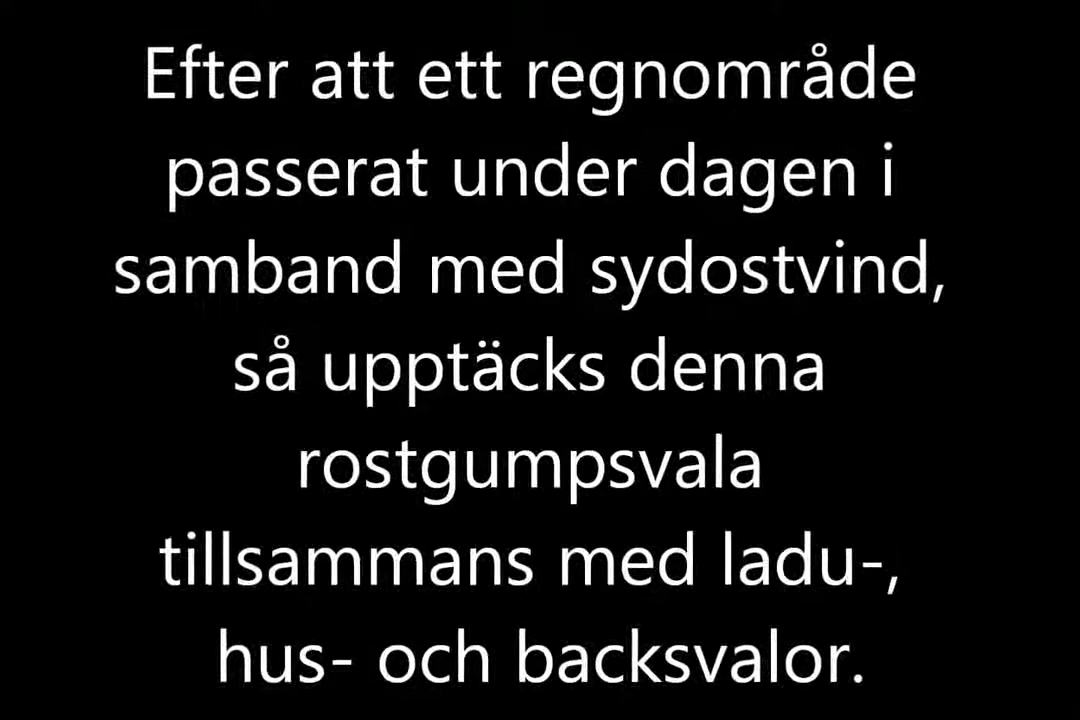 Efter att ett regnområde
passerat under dagen i
samband med sydostvind,
så upptäcks denna
rostgumpsvala
tillsammans med ladu-,
hus- och backsvalor.